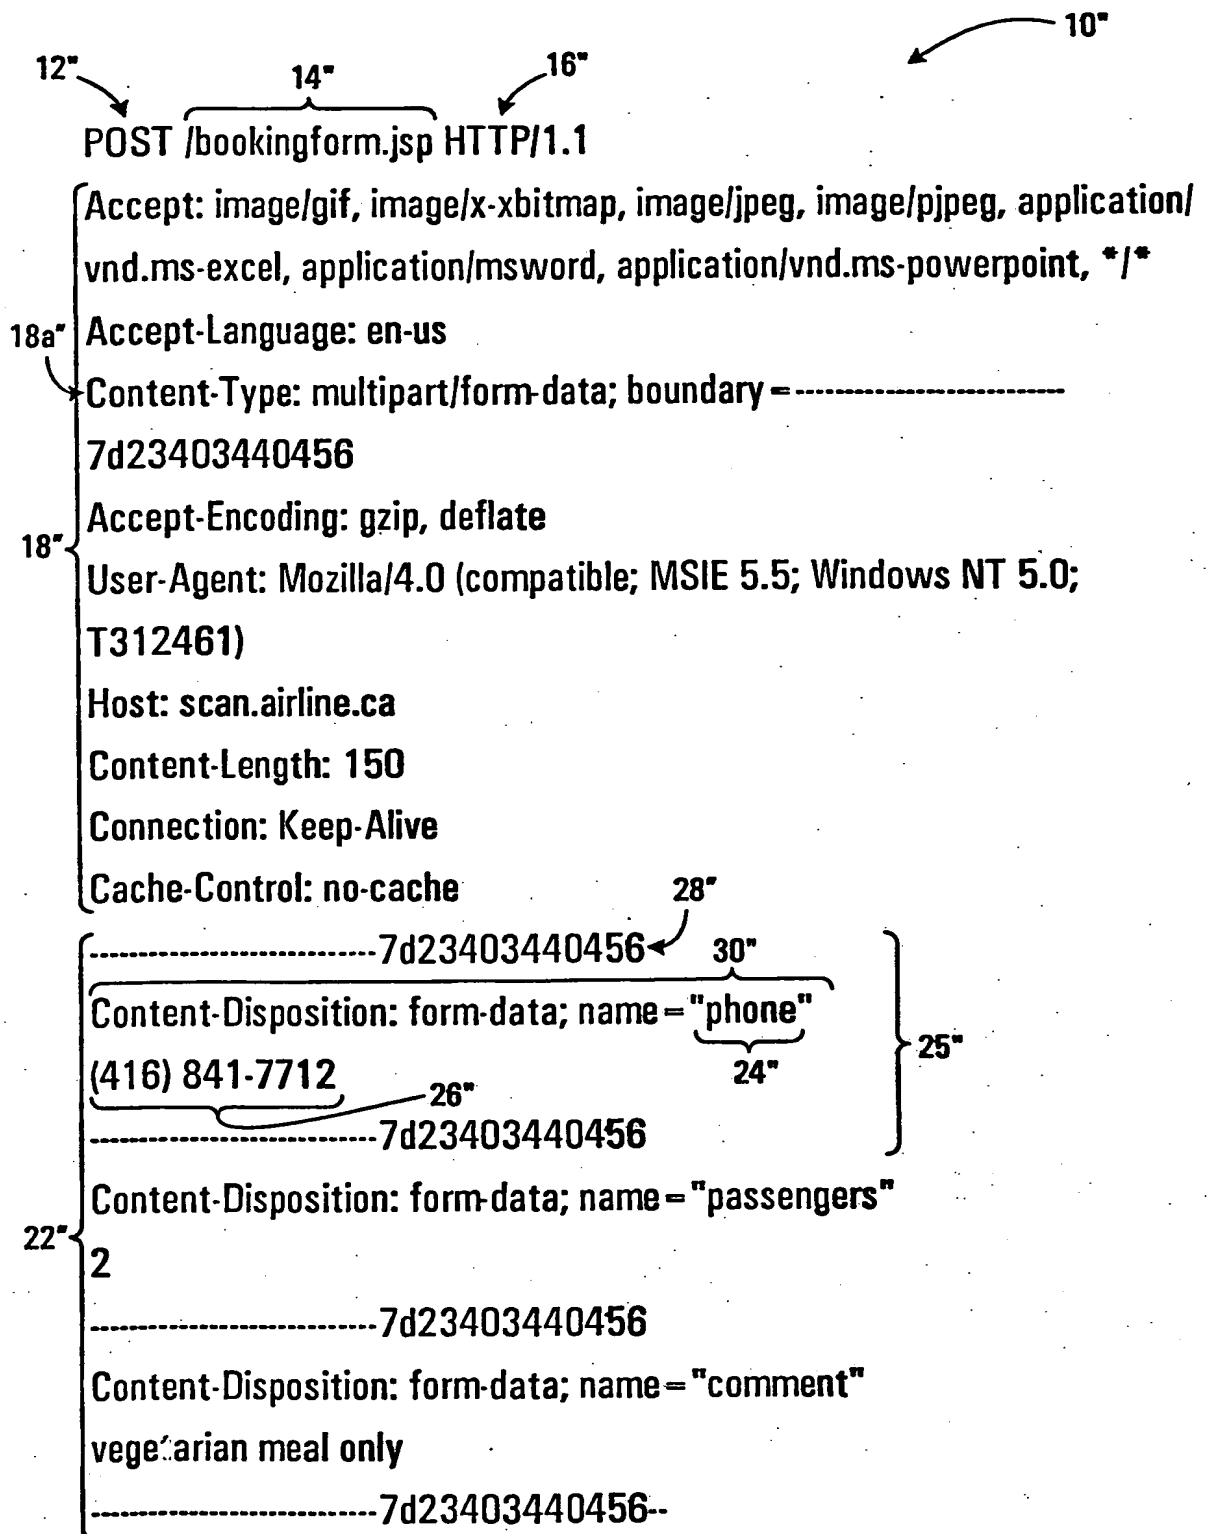 10"
12" 14" 16"
POST /bookingform.jsp HTTP/1.1
Accept: image/gif, image/x-xbitmap, image/jpeg, image/pjpeg, application/
vnd.ms-excel, application/msword, application/vnd.ms-powerpoint, */*
18a" Accept-Language: en-us
Content-Type: multipart/form-data; boundary=---------------------------
7d23403440456
Accept-Encoding: gzip, deflate
18"
User-Agent: Mozilla/4.0 (compatible; MSIE 5.5; Windows NT 5.0;
T312461)
Host: scan.airline.ca
Content-Length: 150
Connection: Keep-Alive
Cache-Control: no-cache
28"
-----------------------------7d23403440456
30"
Content-Disposition: form-data; name="phone"
25"
24"
(416) 841-7712
26"
-----------------------------7d23403440456
Content-Disposition: form-data; name="passengers"
22"
2
-----------------------------7d23403440456
Content-Disposition: form-data; name="comment"
vegetarian meal only
-----------------------------7d23403440456--